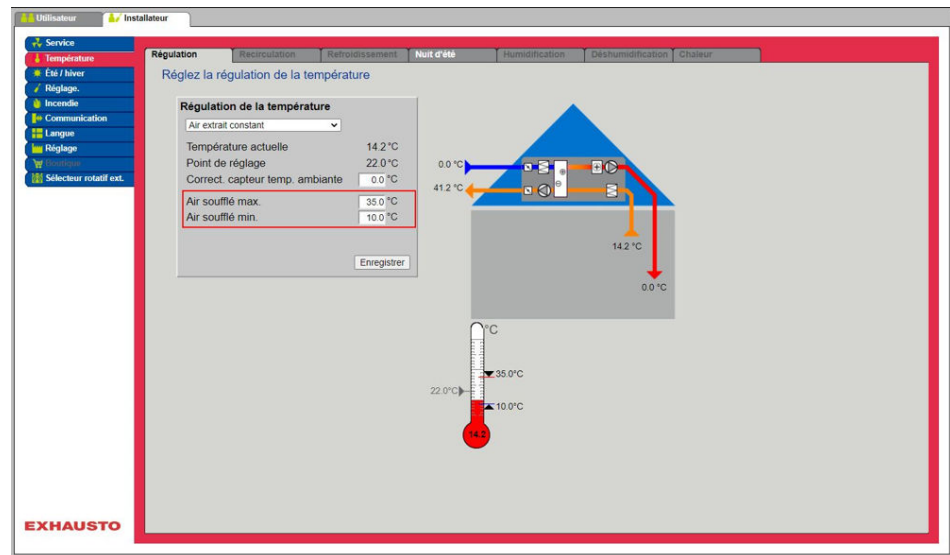 Utilisateur
Installateur
Service
Température
Été / hiver
Réglage.
Incendie
Communication
Langue
Réglage
Boutique
Sélecteur rotatif ext.
EXHAUSTO
Régulation Recirculation Refroidissement Nuit d'été Humidification Déshumidification Chaleur
Réglez la régulation de la température
Régulation de la température
Air extrait constant
Température actuelle 14.2 °C
Point de réglage 22.0 °C
Correct. capteur temp. ambiante 0.0 °C
Air soufflé max. 35.0 °C
Air soufflé min. 10.0 °C
Enregistrer
0.0 °C
41.2 °C
14.2 °C
0.0 °C
°C
35.0°C
22.0°C
10.0°C
14.2